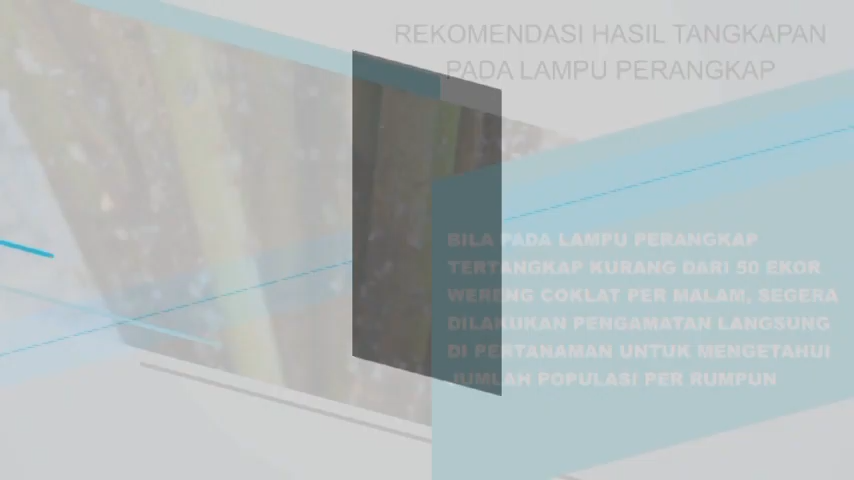 REKOMENDASI HASIL TANGKAPAN
PADA LAMPU PERANGKAP
BILA PADA LAMPU PERANGKAP
TERTANGKAP KURANG DARI 50 EKOR
WERENG COKLAT PER MALAM, SEGERA
DILAKUKAN PENGAMATAN LANGSUNG
DI PERTANAMAN UNTUK MENGETAHUI
JUMLAH POPULASI PER RUMPUN